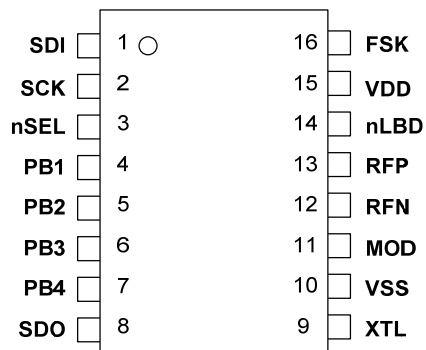 SDI 1 16 FSK
SCK 2 15 VDD
nSEL 3 14 nLBD
PB1 4 13 RFP
PB2 5 12 RFN
PB3 6 11 MOD
PB4 7 10 VSS
SDO 8 9 XTL